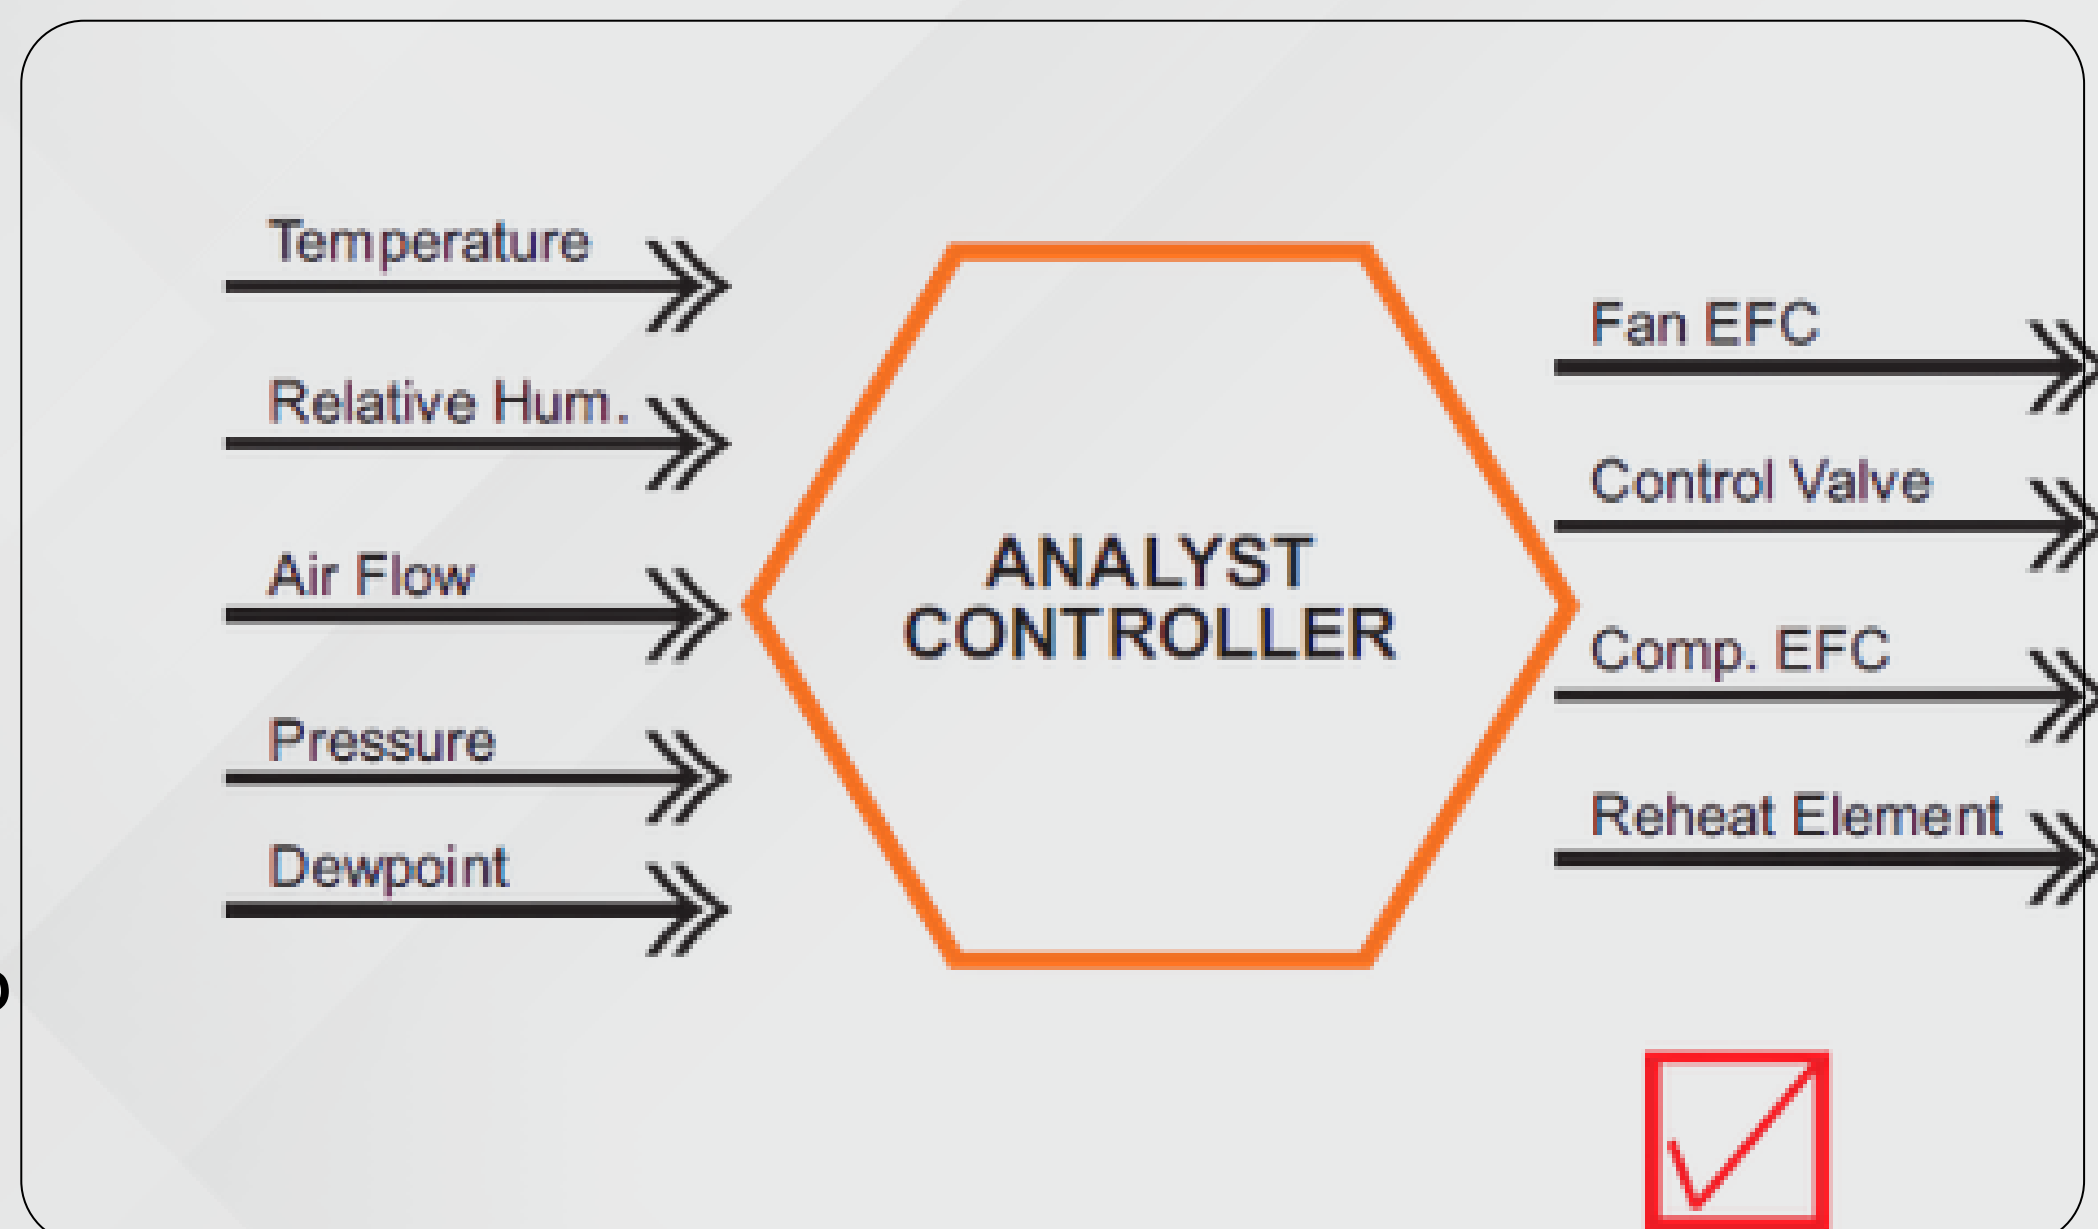 Temperature
Relative Hum.
Air Flow
Pressure
Dewpoint
ANALYST
CONTROLLER
Fan EFC
Control Valve
Comp. EFC
Reheat Element